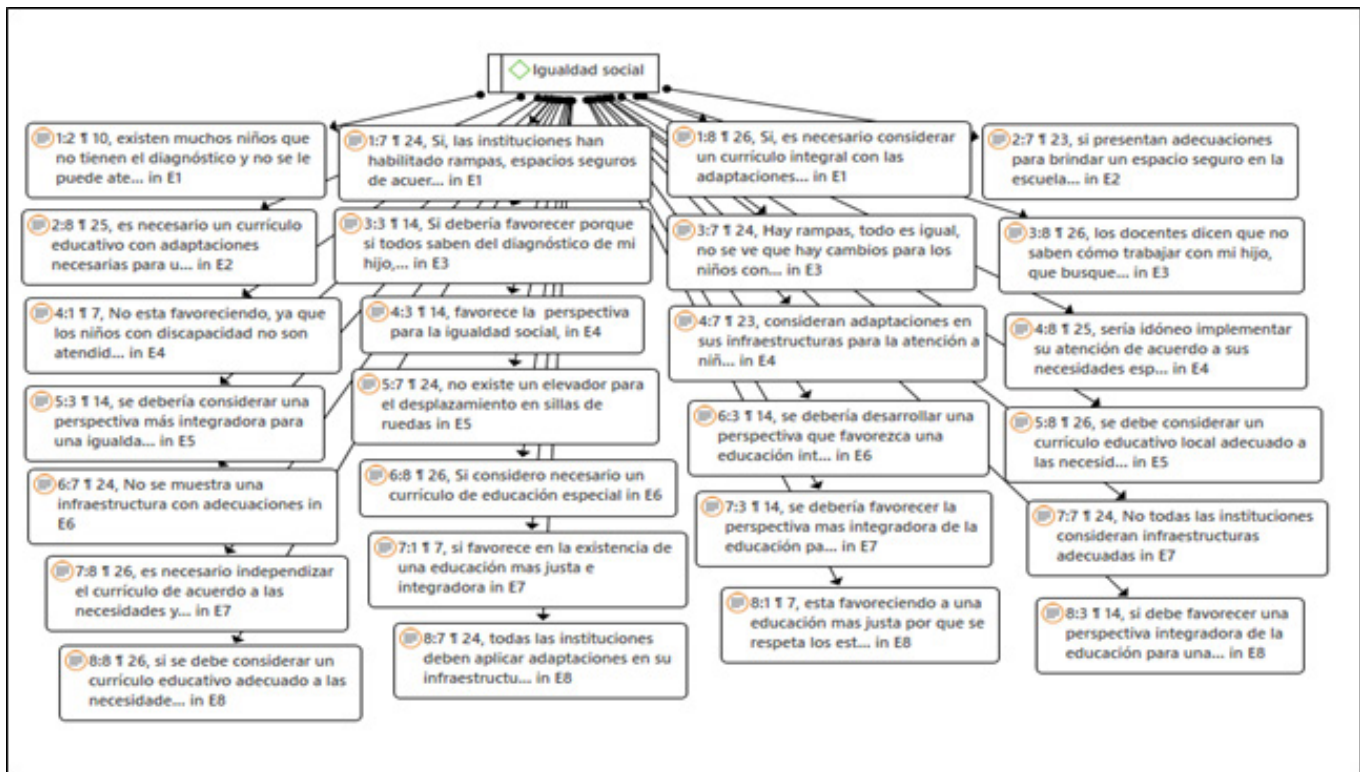 Igualdad social
1:2 ¶ 10, existen muchos niños que
no tienen el diagnóstico y no se le
puede ate... in E1
1:7 ¶ 24, Si, las instituciones han
habilitado rampas, espacios seguros
de acuer... in E1
1:8 ¶ 26, Si, es necesario considerar
un currículo integral con las
adaptaciones... in E1
2:7 ¶ 23, si presentan adecuaciones
para brindar un espacio seguro en la
escuela... in E2
2:8 ¶ 25, es necesario un currículo
educativo con adaptaciones
necesarias para u... in E2
3:3 ¶ 14, Si debería favorecer porque
si todos saben del diagnóstico de mi
hijo,... in E3
3:7 ¶ 24, Hay rampas, todo es igual,
no se ve que hay cambios para los
niños con... in E3
3:8 ¶ 26, los docentes dicen que no
saben cómo trabajar con mi hijo,
que busque... in E3
4:1 ¶ 7, No esta favoreciendo, ya que
los niños con discapacidad no son
atendid... in E4
4:3 ¶ 14, favorece la perspectiva
para la igualdad social, in E4
4:7 ¶ 23, consideran adaptaciones en
sus infraestructuras para la atención a
niñ... in E4
4:8 ¶ 25, sería idóneo implementar
su atención de acuerdo a sus
necesidades esp... in E4
5:3 ¶ 14, se debería considerar una
perspectiva más integradora para
una igualda... in E5
5:7 ¶ 24, no existe un elevador para
el desplazamiento en sillas de
ruedas in E5
6:3 ¶ 14, se debería desarrollar una
perspectiva que favorezca una
educación int... in E6
5:8 ¶ 26, se debe considerar un
currículo educativo local adecuado a
las necesid... in E5
6:7 ¶ 24, No se muestra una
infraestructura con adecuaciones in
E6
6:8 ¶ 26, Si considero necesario un
currículo de educación especial in E6
7:3 ¶ 14, se debería favorecer la
perspectiva mas integradora de la
educación pa... in E7
7:7 ¶ 24, No todas las instituciones
consideran infraestructuras
adecuadas in E7
7:8 ¶ 26, es necesario independizar
el currículo de acuerdo a las
necesidades y... in E7
7:1 ¶ 7, si favorece en la existencia de
una educación mas justa e
integradora in E7
8:1 ¶ 7, esta favoreciendo a una
educación mas justa por que se
respeta los est... in E8
8:3 ¶ 14, si debe favorecer una
perspectiva integradora de la
educación para una... in E8
8:8 ¶ 26, si se debe considerar un
currículo educativo adecuado a las
necesidade... in E8
8:7 ¶ 24, todas las instituciones
deben aplicar adaptaciones en su
infraestructu... in E8